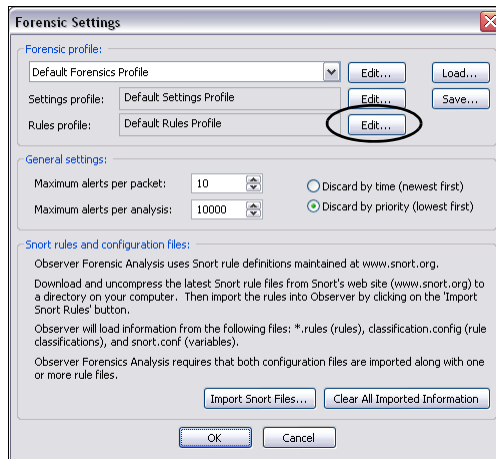 Forensic Settings
Forensic profile:
Default Forensics Profile
Edit...
Load...
Settings profile:
Default Settings Profile
Edit...
Save...
Rules profile:
Default Rules Profile
Edit...
General settings:
Maximum alerts per packet:
10
Discard by time (newest first)
Maximum alerts per analysis:
10000
Discard by priority (lowest first)
Snort rules and configuration files:
Observer Forensic Analysis uses Snort rule definitions maintained at www.snort.org.
Download and uncompress the latest Snort rule files from Snort's web site (www.snort.org) to
a directory on your computer.  Then import the rules into Observer by clicking on the 'Import
Snort Rules' button.
Observer will load information from the following files: *.rules (rules), classification.config (rule
classifications), and snort.conf (variables).
Observer Forensics Analysis requires that both configuration files are imported along with one
or more rule files.
Import Snort Files...
Clear All Imported Information
OK
Cancel